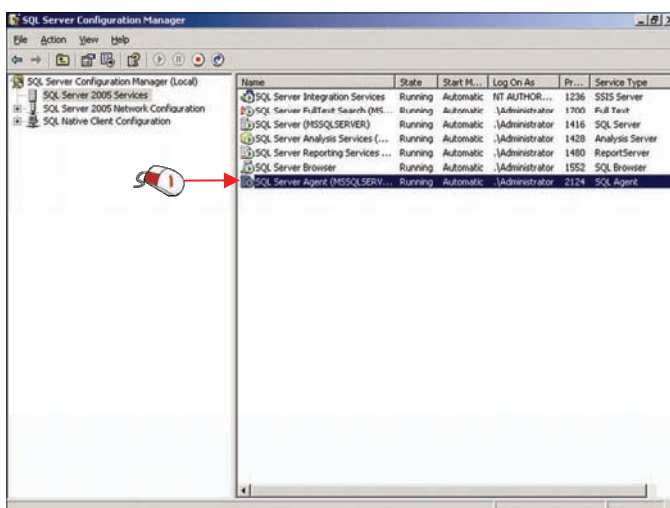 SQL Server Configuration Manager
File Action View Help
SQL Server Configuration Manager (Local)
SQL Server 2005 Services
SQL Server 2005 Network Configuration
SQL Native Client Configuration
Name State Start M... Log On As Pr... Service Type
SQL Server Integration Services Running Automatic NT AUTHOR... 1236 SSIS Server
SQL Server FullText Search (MS... Running Automatic .\Administrator 1700 Full Text
SQL Server (MSSQLSERVER) Running Automatic .\Administrator 1416 SQL Server
SQL Server Analysis Services (... Running Automatic .\Administrator 1428 Analysis Server
SQL Server Reporting Services ... Running Automatic .\Administrator 1480 ReportServer
SQL Server Browser Running Automatic .\Administrator 1552 SQL Browser
SQL Server Agent (MSSQLSERV... Running Automatic .\Administrator 2124 SQL Agent
1